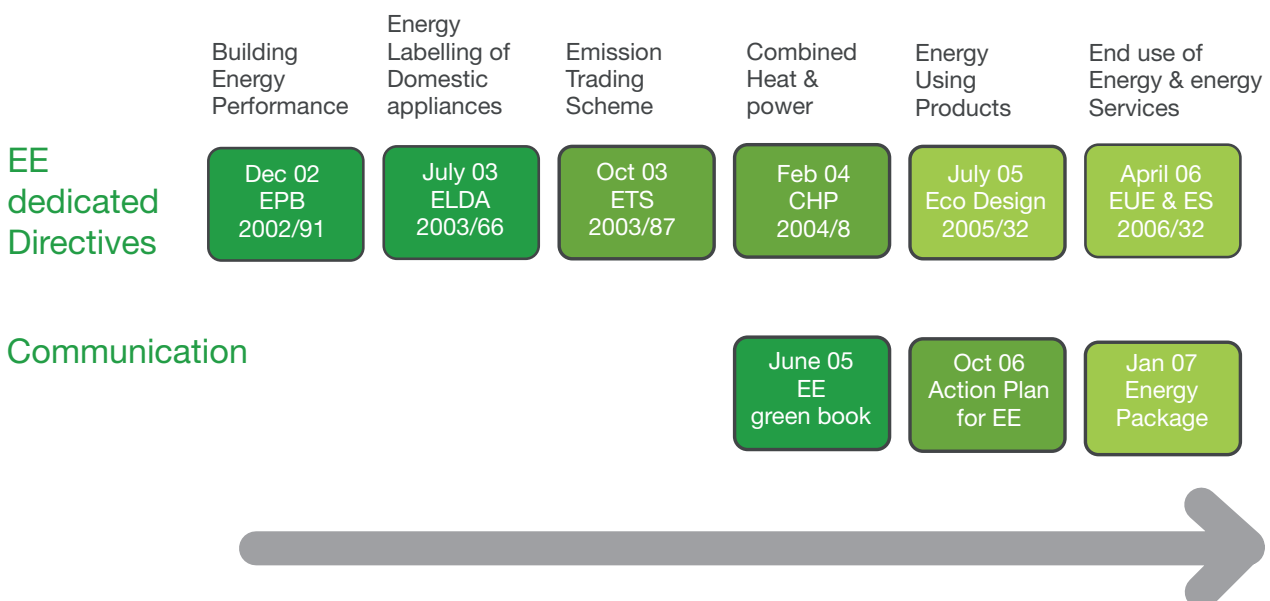 Building
Energy
Performance
Energy
Labelling of
Domestic
appliances
Emission
Trading
Scheme
Combined
Heat &
power
Energy
Using
Products
End use of
Energy & energy
Services
EE
dedicated
Directives
Dec 02
EPB
2002/91
July 03
ELDA
2003/66
Oct 03
ETS
2003/87
Feb 04
CHP
2004/8
July 05
Eco Design
2005/32
April 06
EUE & ES
2006/32
Communication
June 05
EE
green book
Oct 06
Action Plan
for EE
Jan 07
Energy
Package